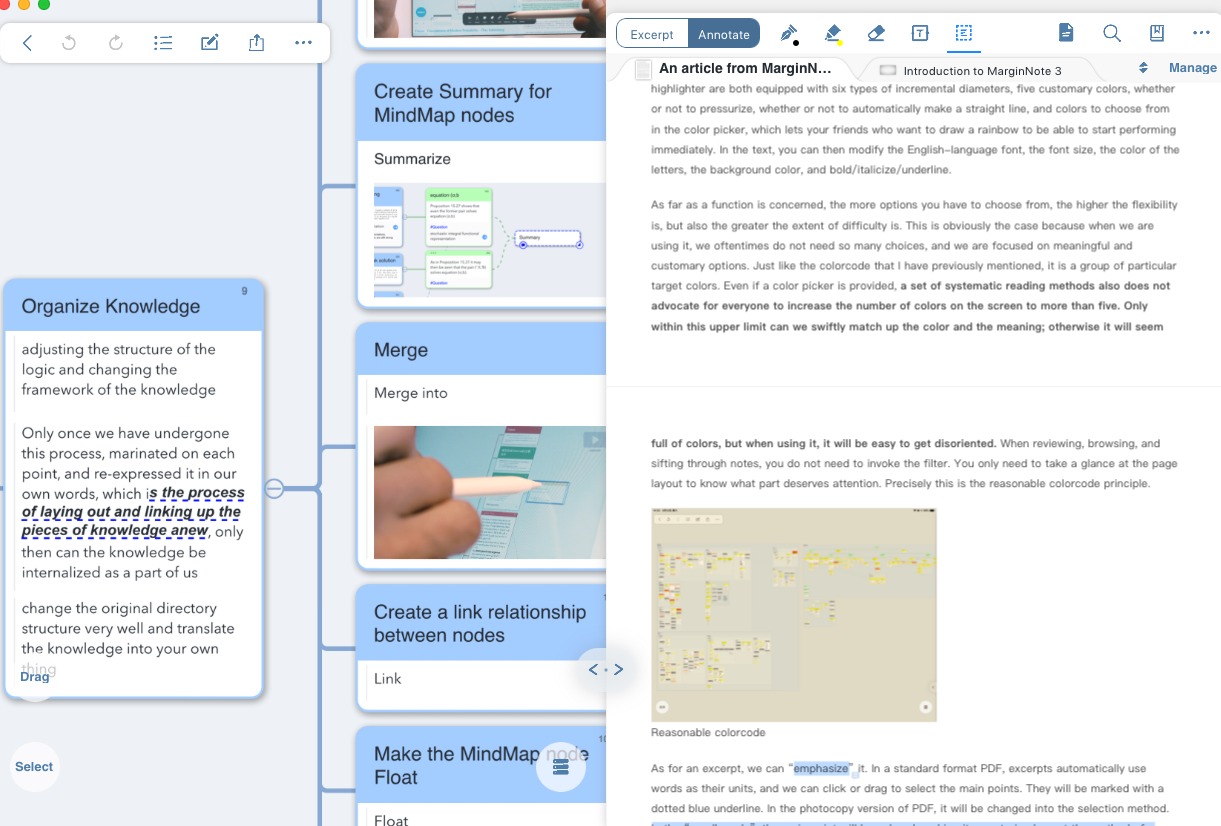 Create Summary for
MindMap nodes
Summarize
equation (o.b)
Summary
Organize Knowledge
9
adjusting the structure of the
logic and changing the
framework of the knowledge
Only once we have undergone
this process, marinated on each
point, and re-expressed it in our
own words, which is the process
of laying out and linking up the
pieces of knowledge anew, only
then can the knowledge be
internalized as a part of us
change the original directory
structure very well and translate
the knowledge into your own
thing
Drag
Select
Merge
Merge into
Create a link relationship
between nodes
Link
Make the MindMap node
Float
Float
Excerpt
Annotate
An article from MarginN...
Introduction to MarginNote 3
Manage
highlighter are both equipped with six types of incremental diameters, five customary colors, whether
or not to pressurize, whether or not to automatically make a straight line, and colors to choose from
in the color picker, which lets your friends who want to draw a rainbow to be able to start performing
immediately. In the text, you can then modify the English-language font, the font size, the color of the
letters, the background color, and bold/italicize/underline.
As far as a function is concerned, the more options you have to choose from, the higher the flexibility
is, but also the greater the extent of difficulty is. This is obviously the case because when we are
using it, we oftentimes do not need so many choices, and we are focused on meaningful and
customary options. Just like the colorcode that I have previously mentioned, it is a group of particular
target colors. Even if a color picker is provided, a set of systematic reading methods also does not
advocate for everyone to increase the number of colors on the screen to more than five. Only
within this upper limit can we swiftly match up the color and the meaning; otherwise it will seem
full of colors, but when using it, it will be easy to get disoriented. When reviewing, browsing, and
sifting through notes, you do not need to invoke the filter. You only need to take a glance at the page
layout to know what part deserves attention. Precisely this is the reasonable colorcode principle.
Reasonable colorcode
As for an excerpt, we can “emphasize” it. In a standard format PDF, excerpts automatically use
words as their units, and we can click or drag to select the main points. They will be marked with a
dotted blue underline. In the photocopy version of PDF, it will be changed into the selection method.